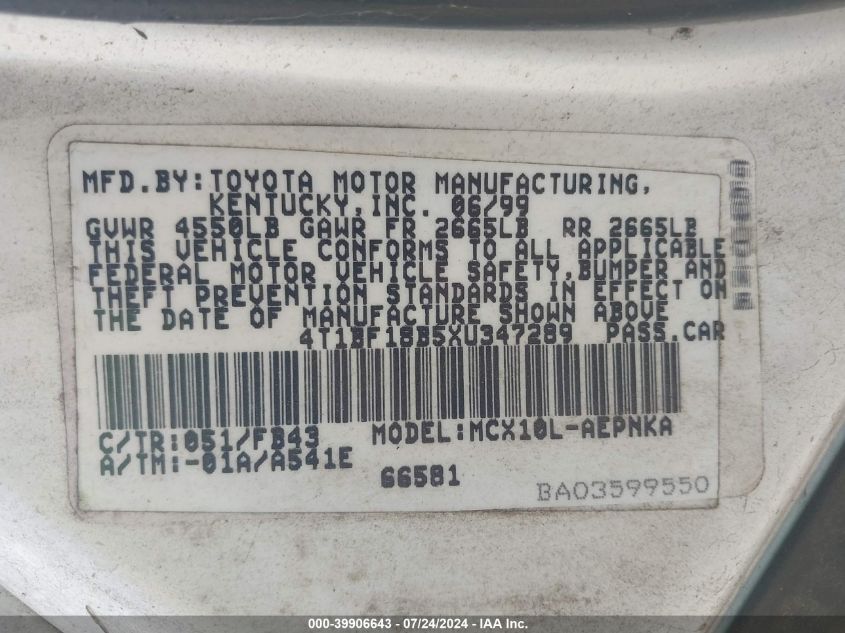 MFD.BY:TOYOTA MOTOR MANUFACTURING,
KENTUCKY,INC. 06/99
GVWR 4550LB GAWR FR 2665LB RR 2665LB
THIS VEHICLE CONFORMS TO ALL APPLICABLE
FEDERAL MOTOR VEHICLE SAFETY,BUMPER AND
THEFT PREVENTION STANDARDS IN EFFECT ON
THE DATE OF MANUFACTURE SHOWN ABOVE
4T1BF18B5XU347289 PASS.CAR
C/TR:051/FB43 MODEL:MCX10L-AEPNKA
A/TM:-01A/A541E
66581
BA03599550
000-39906643 / 07/24/2024 - IAA Inc.